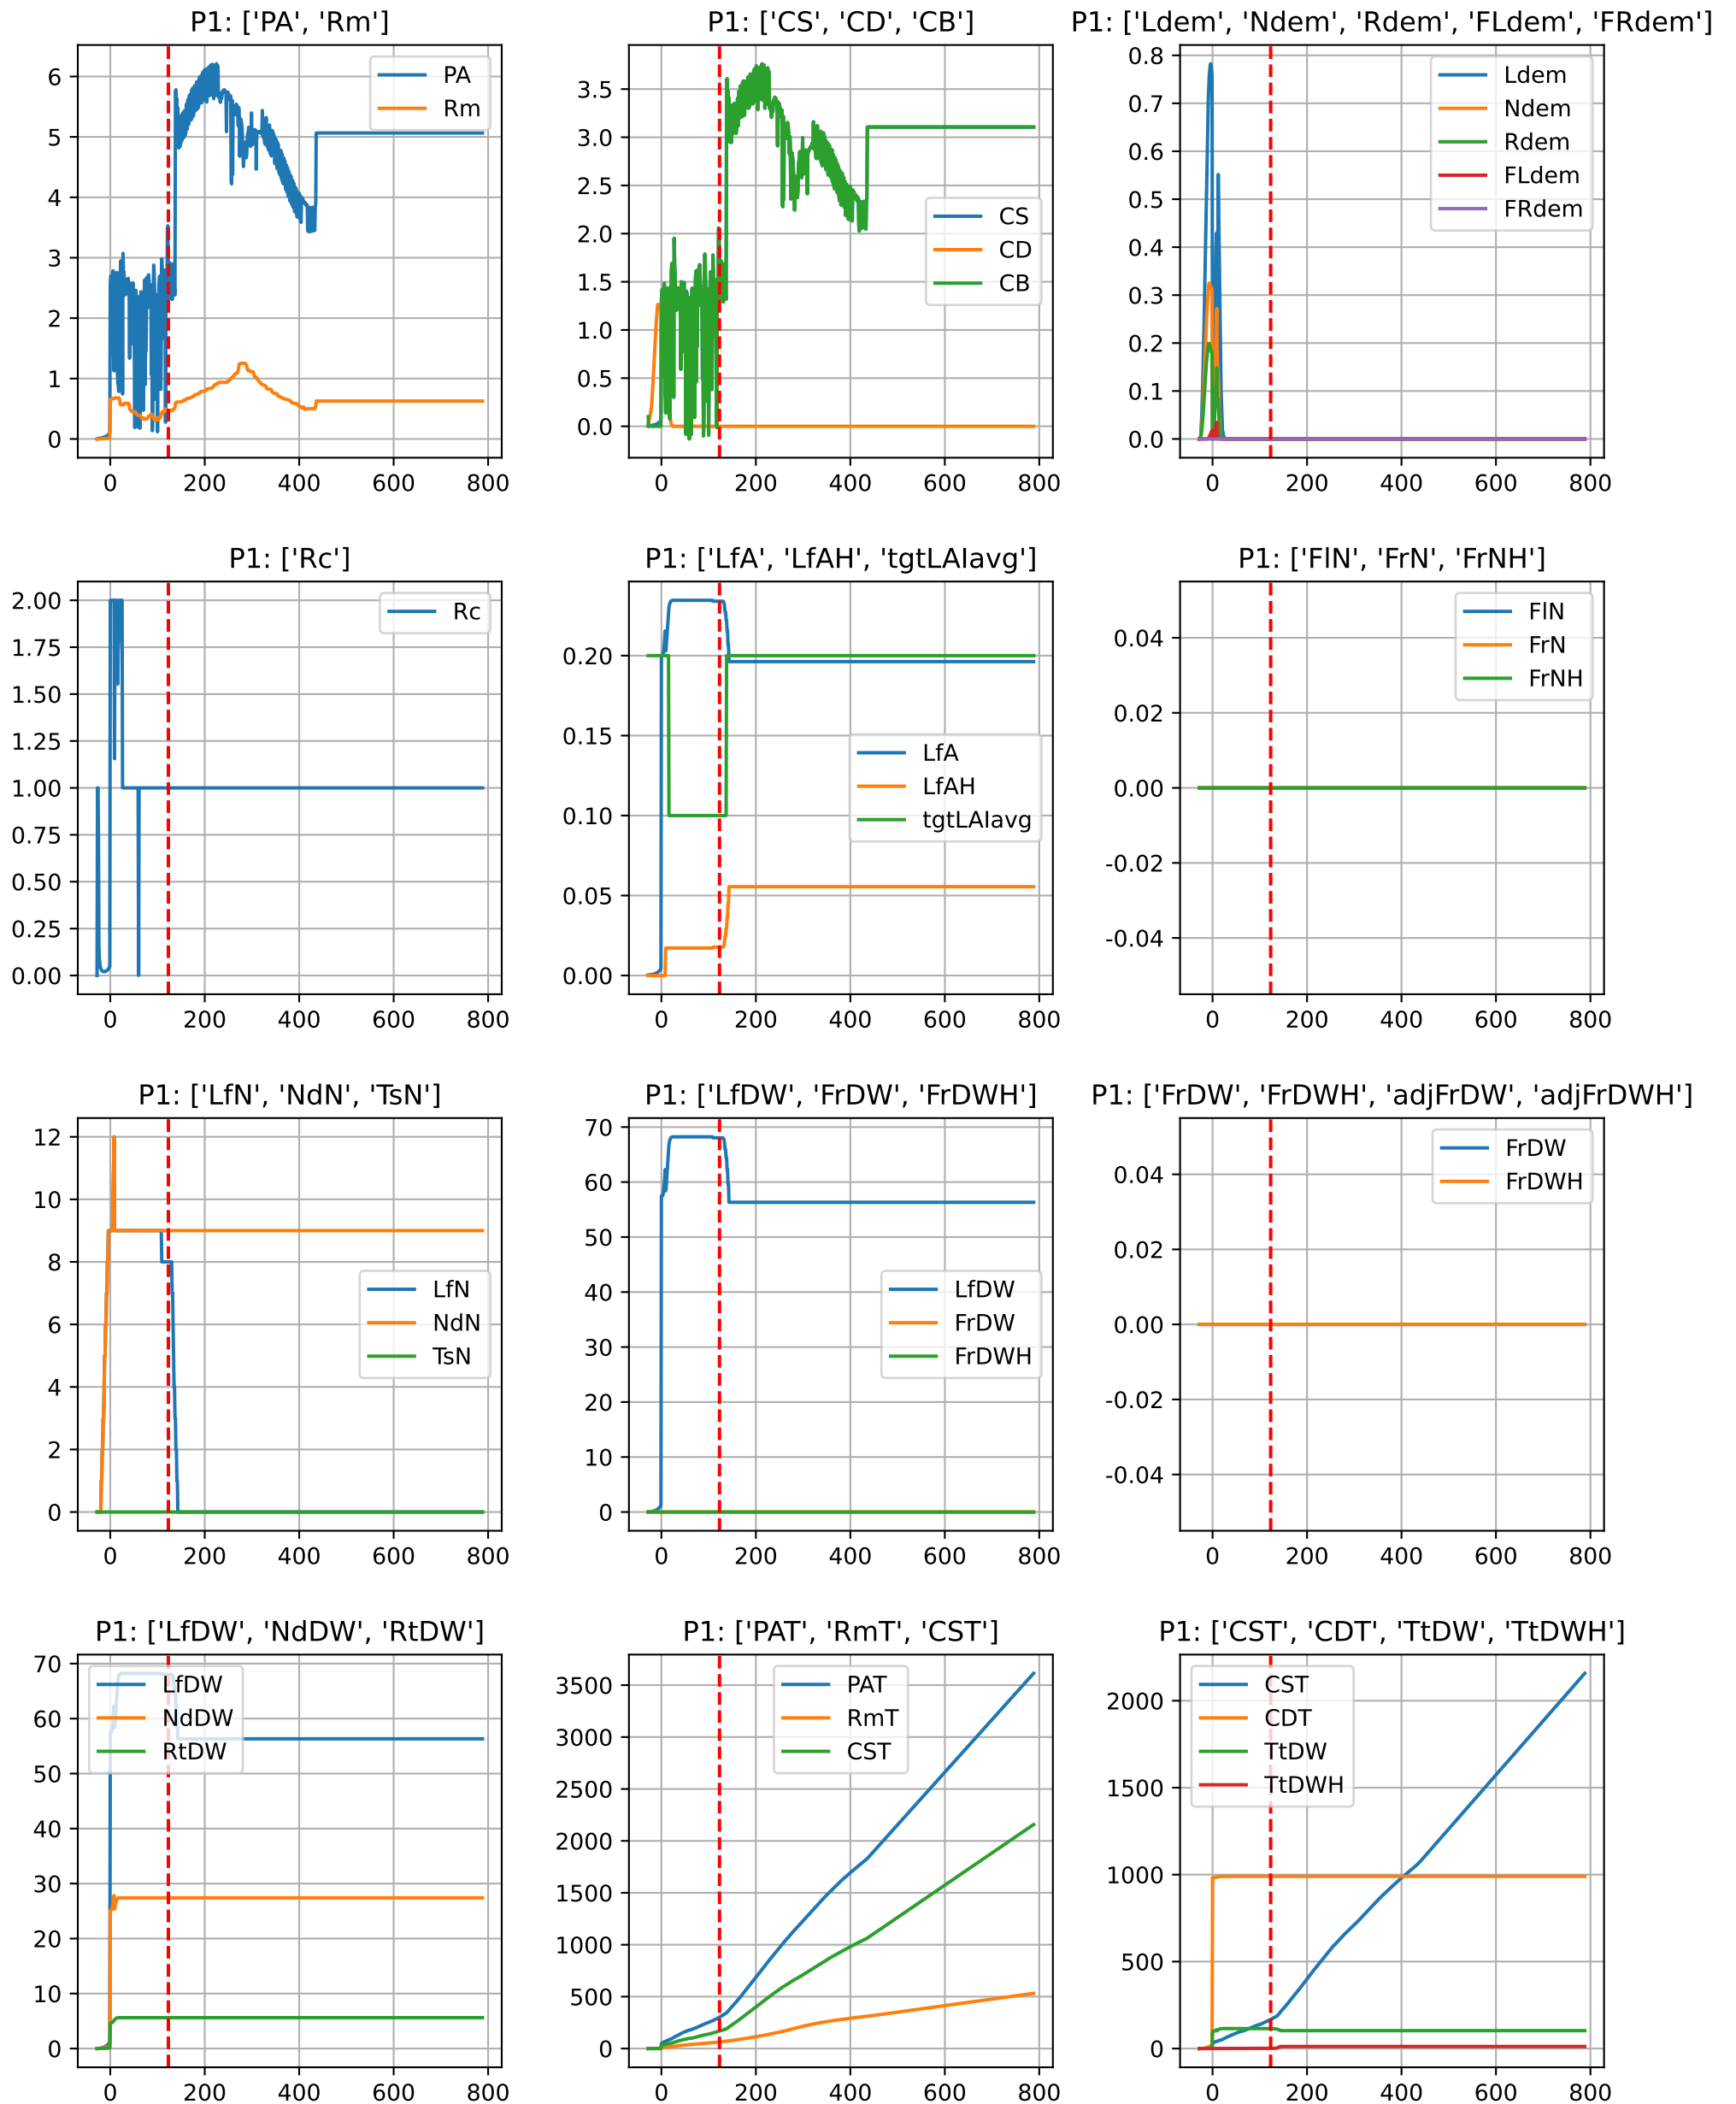 P1: ['PA', 'Rm']
6
5
4
3
2
1
0
0 200 400 600 800
PA
Rm
P1: ['CS', 'CD', 'CB']
3.5
3.0
2.5
2.0
1.5
1.0
0.5
0.0
0 200 400 600 800
CS
CD
CB
P1: ['Ldem', 'Ndem', 'Rdem', 'FLdem', 'FRdem']
0.8
0.7
0.6
0.5
0.4
0.3
0.2
0.1
0.0
0 200 400 600 800
Ldem
Ndem
Rdem
FLdem
FRdem
P1: ['Rc']
2.00
1.75
1.50
1.25
1.00
0.75
0.50
0.25
0.00
0 200 400 600 800
Rc
P1: ['LfA', 'LfAH', 'tgtLAIavg']
0.20
0.15
0.10
0.05
0.00
0 200 400 600 800
LfA
LfAH
tgtLAIavg
P1: ['FlN', 'FrN', 'FrNH']
0.04
0.02
0.00
-0.02
-0.04
0 200 400 600 800
FlN
FrN
FrNH
P1: ['LfN', 'NdN', 'TsN']
12
10
8
6
4
2
0
0 200 400 600 800
LfN
NdN
TsN
P1: ['LfDW', 'FrDW', 'FrDWH']
70
60
50
40
30
20
10
0
0 200 400 600 800
LfDW
FrDW
FrDWH
P1: ['FrDW', 'FrDWH', 'adjFrDW', 'adjFrDWH']
0.04
0.02
0.00
-0.02
-0.04
0 200 400 600 800
FrDW
FrDWH
P1: ['LfDW', 'NdDW', 'RtDW']
70
60
50
40
30
20
10
0
0 200 400 600 800
LfDW
NdDW
RtDW
P1: ['PAT', 'RmT', 'CST']
3500
3000
2500
2000
1500
1000
500
0
0 200 400 600 800
PAT
RmT
CST
P1: ['CST', 'CDT', 'TtDW', 'TtDWH']
2000
1500
1000
500
0
0 200 400 600 800
CST
CDT
TtDW
TtDWH